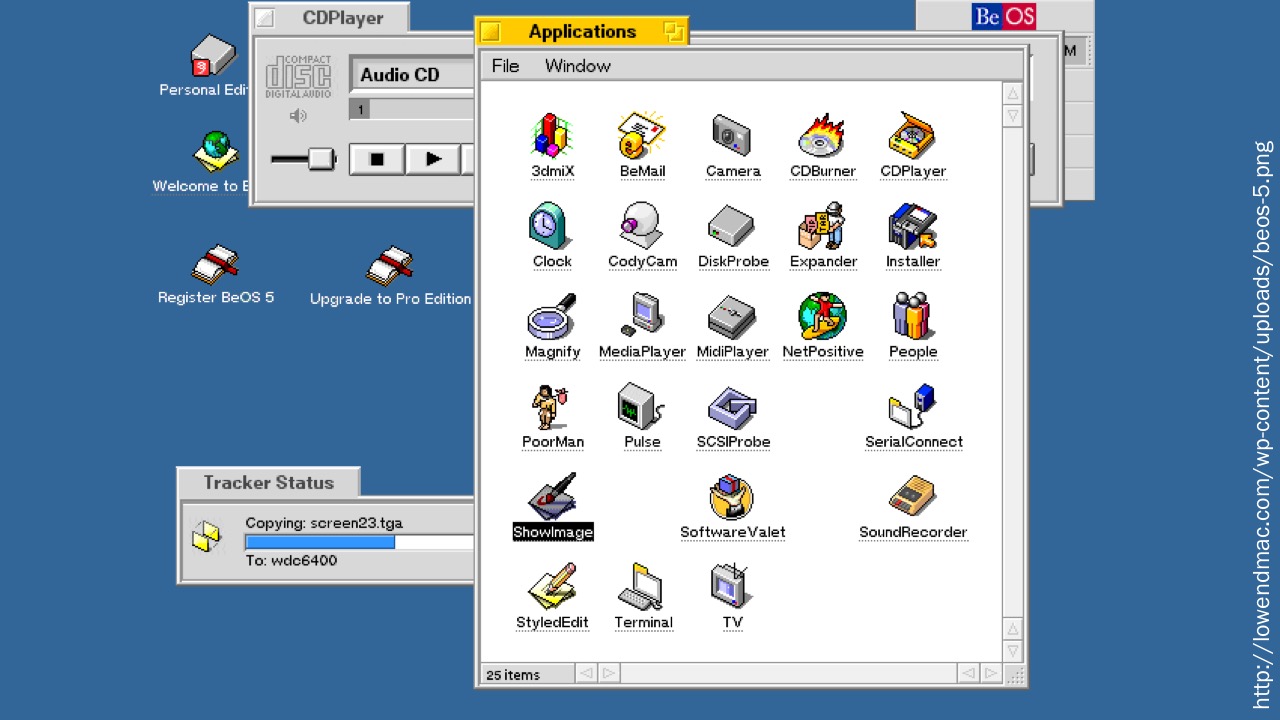 CDPlayer
Applications
Be OS
File Window
M
COMPACT
disc
DIGITAL AUDIO
Audio CD
1
Personal Edi
Welcome to
Register BeOS 5
Upgrade to Pro Edition
3dmiX BeMail Camera CDBurner CDPlayer
Clock CodyCam DiskProbe Expander Installer
Magnify MediaPlayer MidiPlayer NetPositive People
PoorMan Pulse SCSIProbe SerialConnect
ShowImage SoftwareValet SoundRecorder
StyledEdit Terminal TV
25 items
Tracker Status
Copying: screen23.tga
To: wdc6400
http://lowendmac.com/wp-content/uploads/beos-5.png